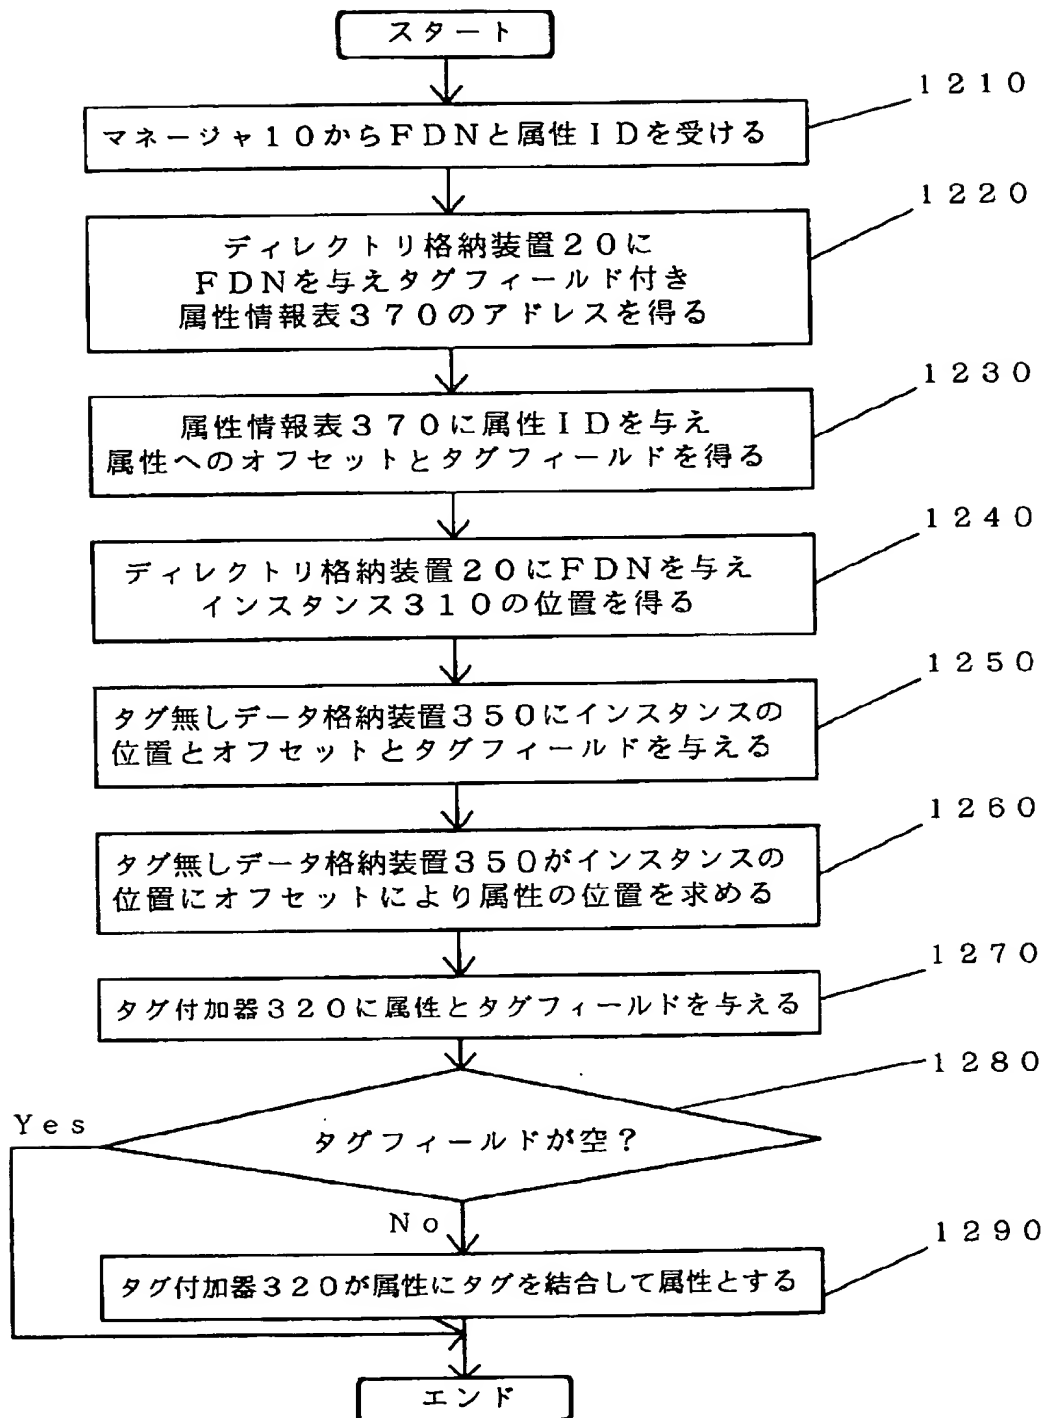 スタート
1210
マネージャ10からFDNと属性IDを受ける
1220
ディレクトリ格納装置20に
FDNを与えタグフィールド付き
属性情報表370のアドレスを得る
1230
属性情報表370に属性IDを与え
属性へのオフセットとタグフィールドを得る
1240
ディレクトリ格納装置20にFDNを与え
インスタンス310の位置を得る
1250
タグ無しデータ格納装置350にインスタンスの
位置とオフセットとタグフィールドを与える
1260
タグ無しデータ格納装置350がインスタンスの
位置にオフセットにより属性の位置を求める
1270
タグ付加器320に属性とタグフィールドを与える
1280
Yes
タグフィールドが空?
No
1290
タグ付加器320が属性にタグを結合して属性とする
エンド